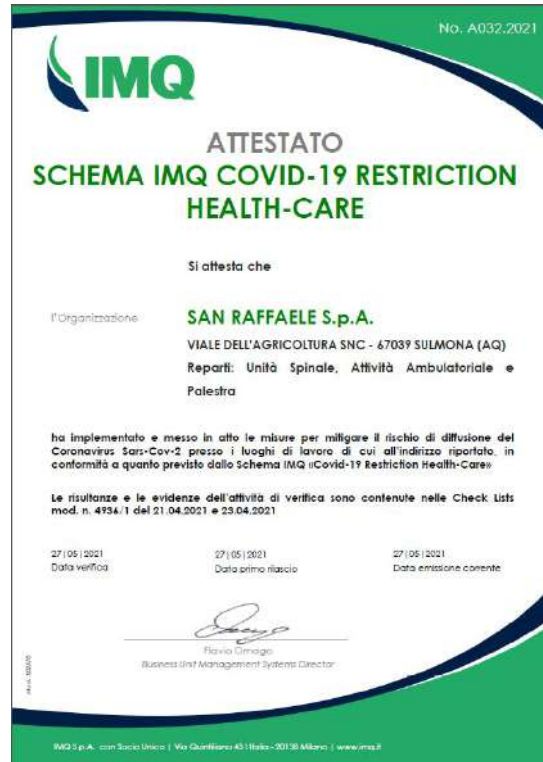 No. A032.2021
IMQ
ATTESTATO
SCHEMA IMQ COVID-19 RESTRICTION
HEALTH-CARE
Si attesta che
l'Organizzazione
SAN RAFFAELE S.p.A.
VIALE DELL'AGRICOLTURA SNC - 67039 SULMONA (AQ)
Reparti: Unità Spinale, Attività Ambulatoriale e
Palestra
ha implementato e messo in atto le misure per mitigare il rischio di diffusione del
Coronavirus Sars-Cov-2 presso i luoghi di lavoro di cui all'indirizzo riportato, in
conformità a quanto previsto dallo Schema IMQ «Covid-19 Restriction Health-Care»
Le risultanze e le evidenze dell'attività di verifica sono contenute nelle Check Lists
mod. n. 4936/1 del 21.04.2021 e 23.04.2021
27|05|2021
Data verifica
27|05|2021
Data primo rilascio
27|05|2021
Data emissione corrente
Flavio Ornago
Business Unit Management Systems Director
IMQ S.p.A. con Socio Unico | Via Quintiliano 43 I Italia - 20138 Milano | www.imq.it